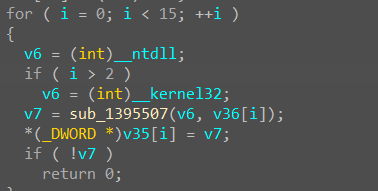 for ( i = 0; i < 15; ++i )
{
v6 = (int)__ntdll;
if ( i > 2 )
v6 = (int)__kernel32;
v7 = sub_1395507(v6, v36[i]);
*(_DWORD *)v35[i] = v7;
if ( !v7 )
return 0;